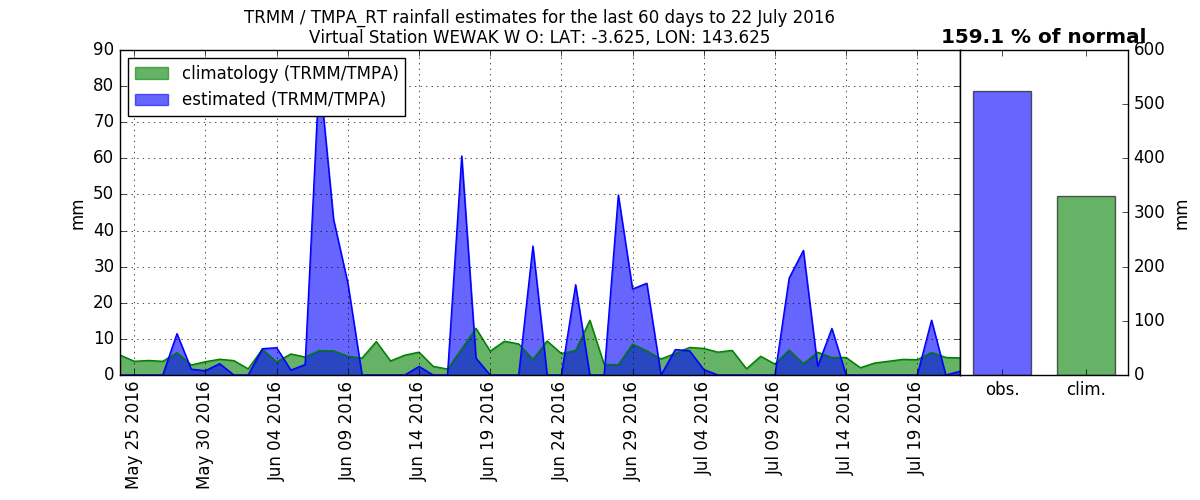 TRMM / TMPA_RT rainfall estimates for the last 60 days to 22 July 2016
Virtual Station WEWAK W O: LAT: -3.625, LON: 143.625
159.1 % of normal
climatology (TRMM/TMPA)
estimated (TRMM/TMPA)
90
80
70
60
50
40
30
20
10
0
mm
May 25 2016
May 30 2016
Jun 04 2016
Jun 09 2016
Jun 14 2016
Jun 19 2016
Jun 24 2016
Jun 29 2016
Jul 04 2016
Jul 09 2016
Jul 14 2016
Jul 19 2016
600
500
400
300
200
100
0
mm
obs.
clim.